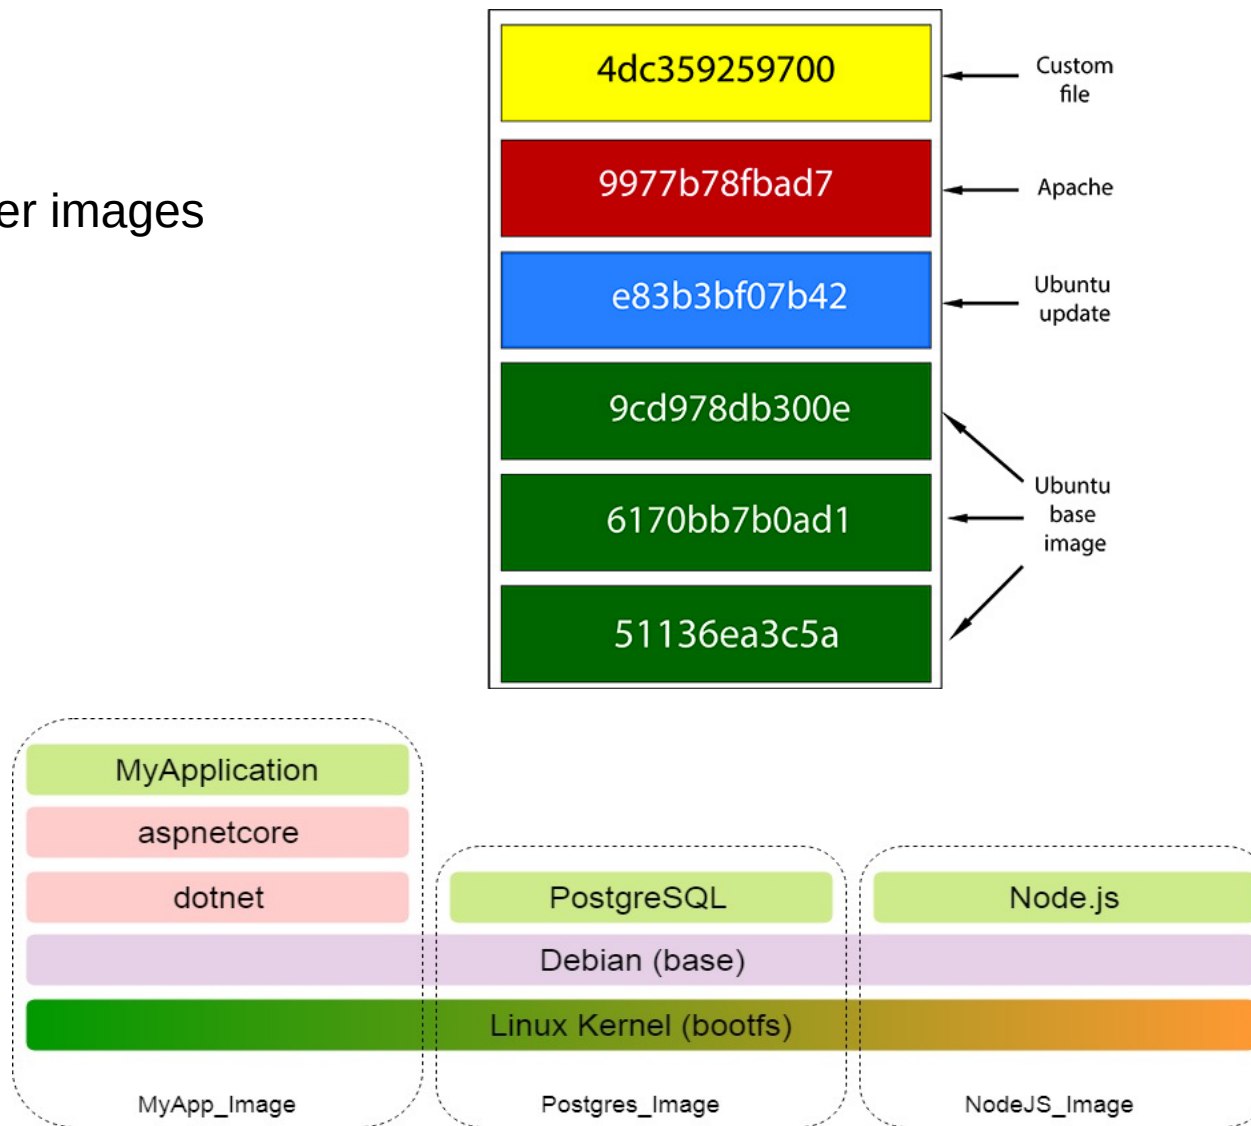 er images
4dc359259700
Custom
file
9977b78fbad7
Apache
e83b3bf07b42
Ubuntu
update
9cd978db300e
6170bb7b0ad1
Ubuntu
base
image
51136ea3c5a
MyApplication
aspnetcore
dotnet
PostgreSQL
Node.js
Debian (base)
Linux Kernel (bootfs)
MyApp_Image
Postgres_Image
NodeJS_Image